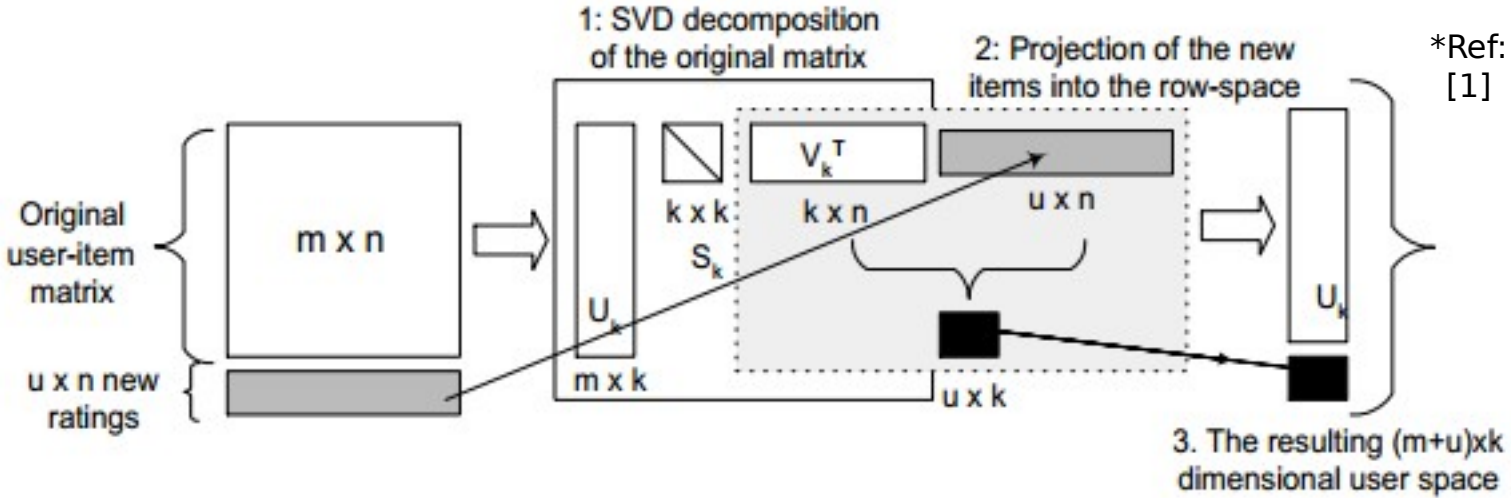 1: SVD decomposition
of the original matrix
2: Projection of the new
items into the row-space
*Ref:
[1]
Original
user-item
matrix
m x n
u x n new
ratings
U_k
m x k
k x k
S_k
V_k^T
k x n
u x n
u x k
U_k
3. The resulting (m+u)xk
dimensional user space